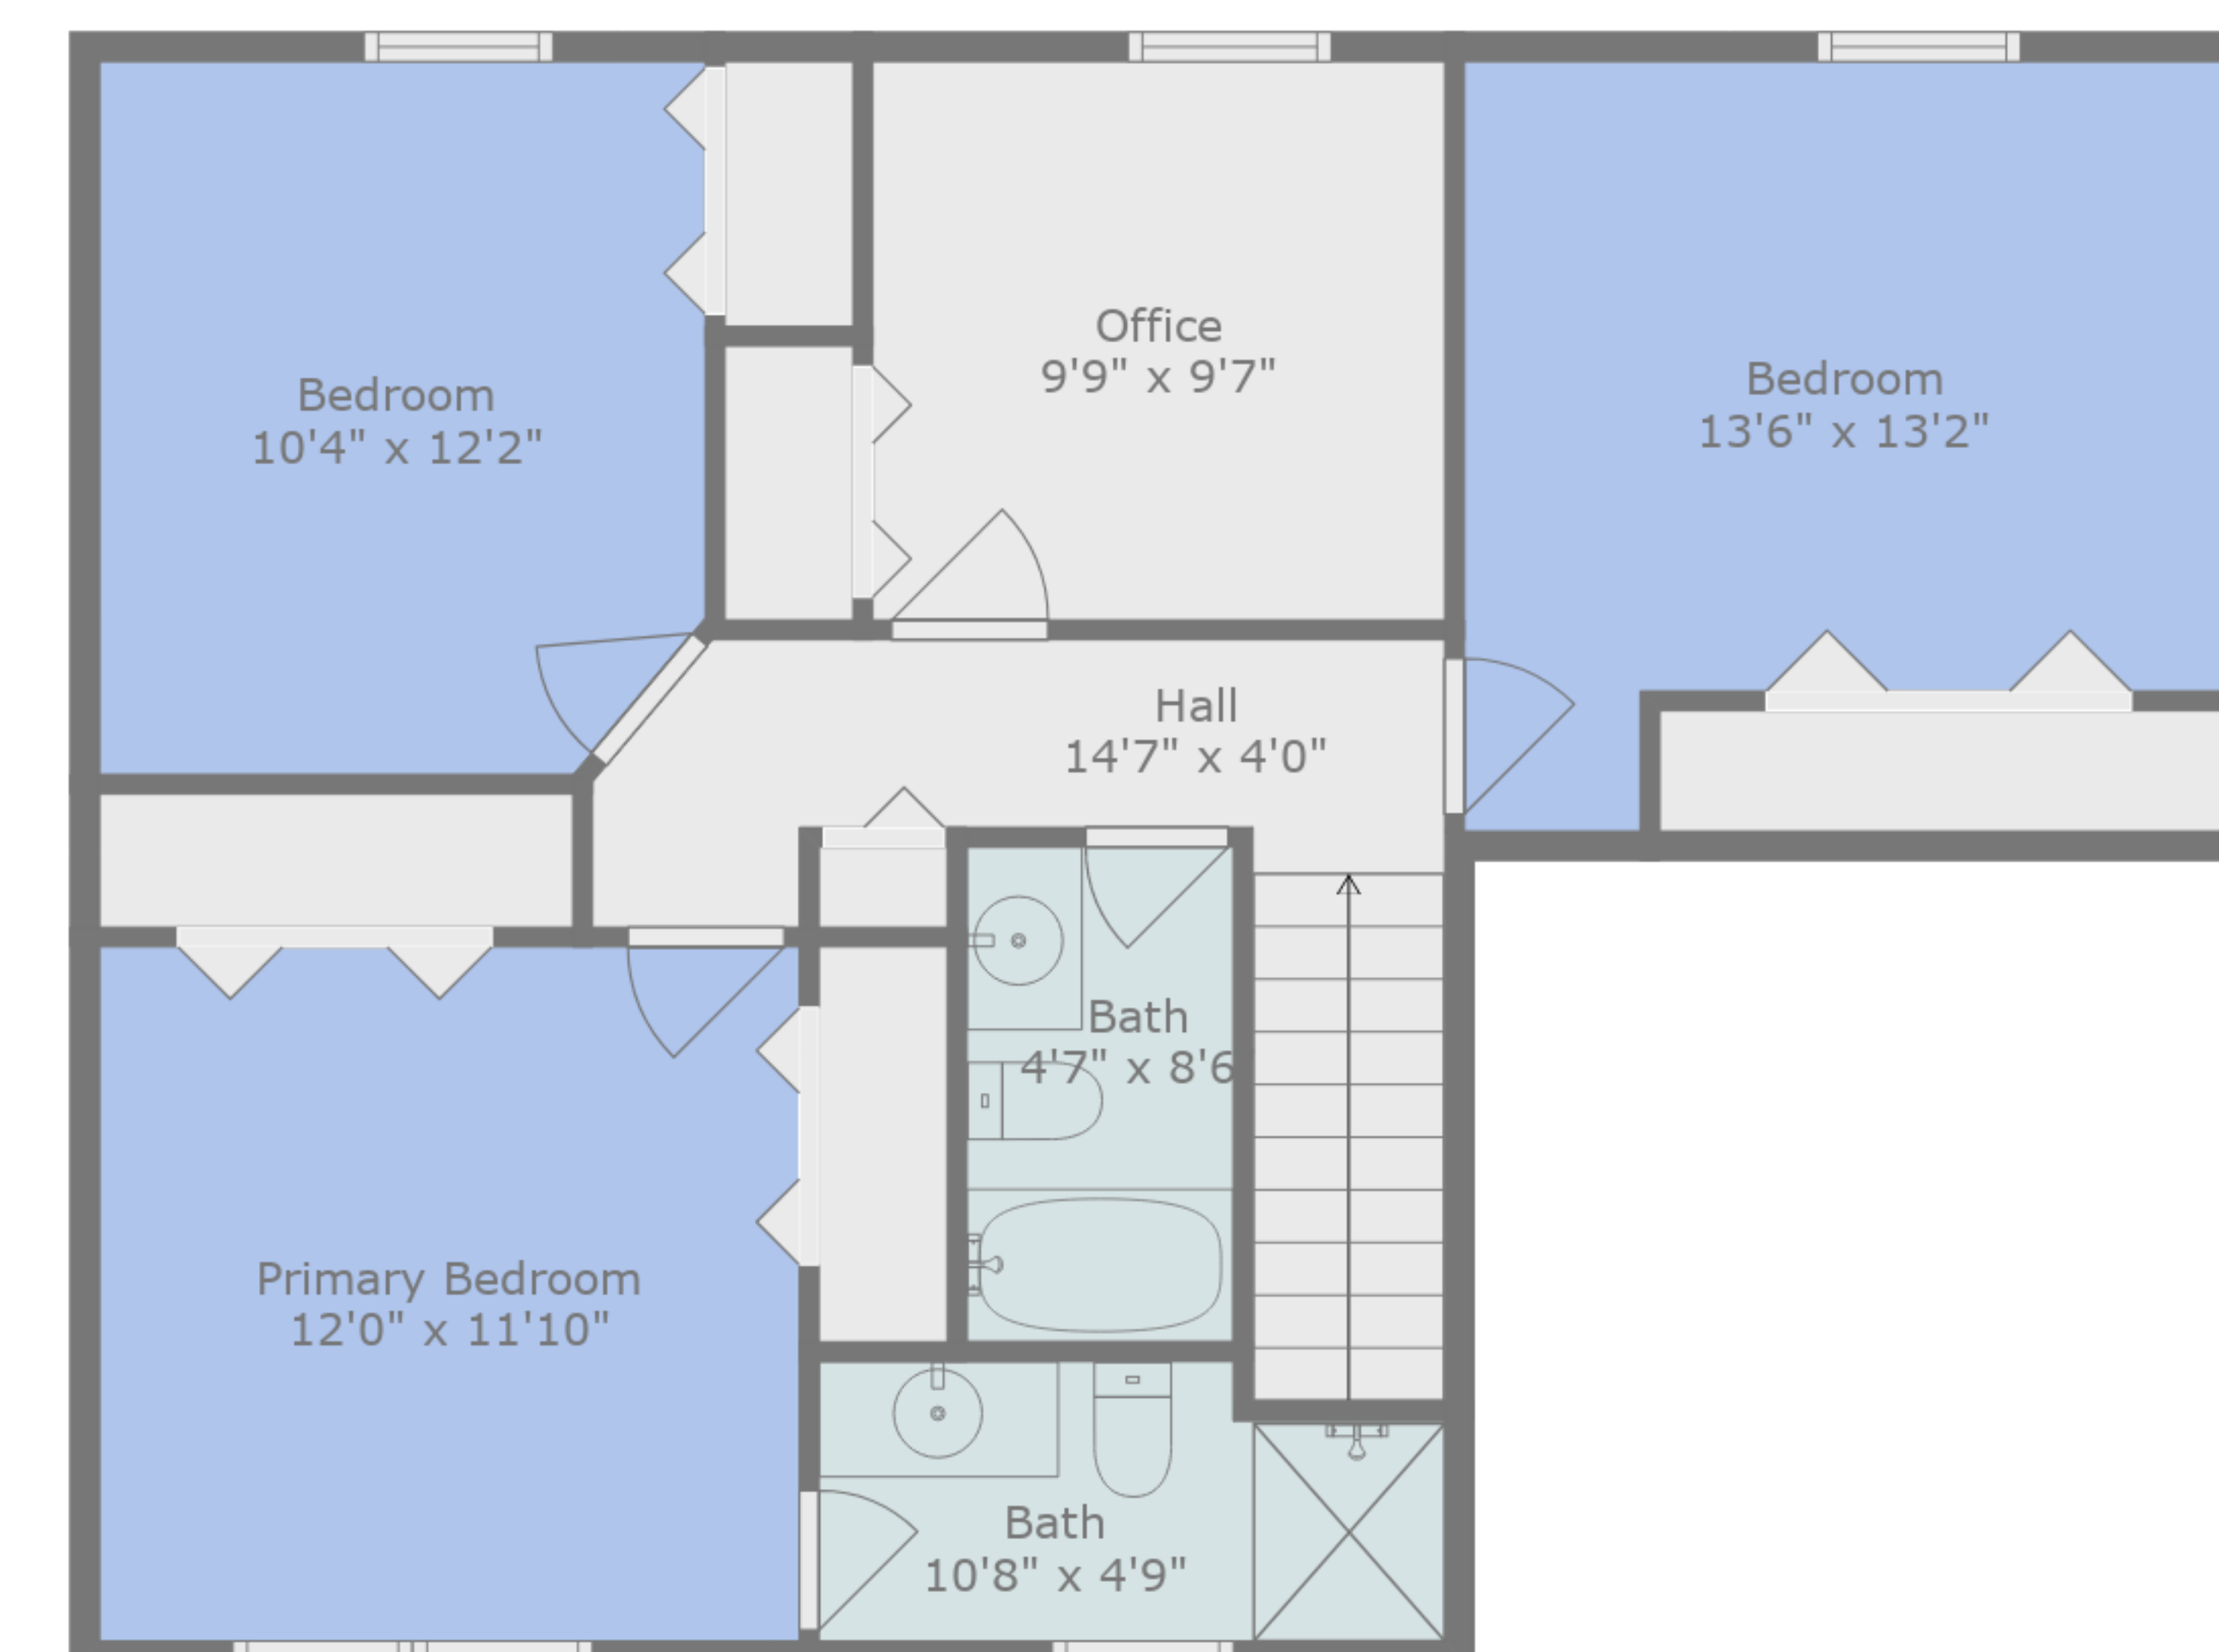 Office
9'9" x 9'7"
Bedroom
13'6" x 13'2"
Bedroom
10'4" x 12'2"
Hall
14'7" x 4'0"
Bath
4'7" x 8'6
Primary Bedroom
12'0" x 11'10"
Bath
10'8" x 4'9"